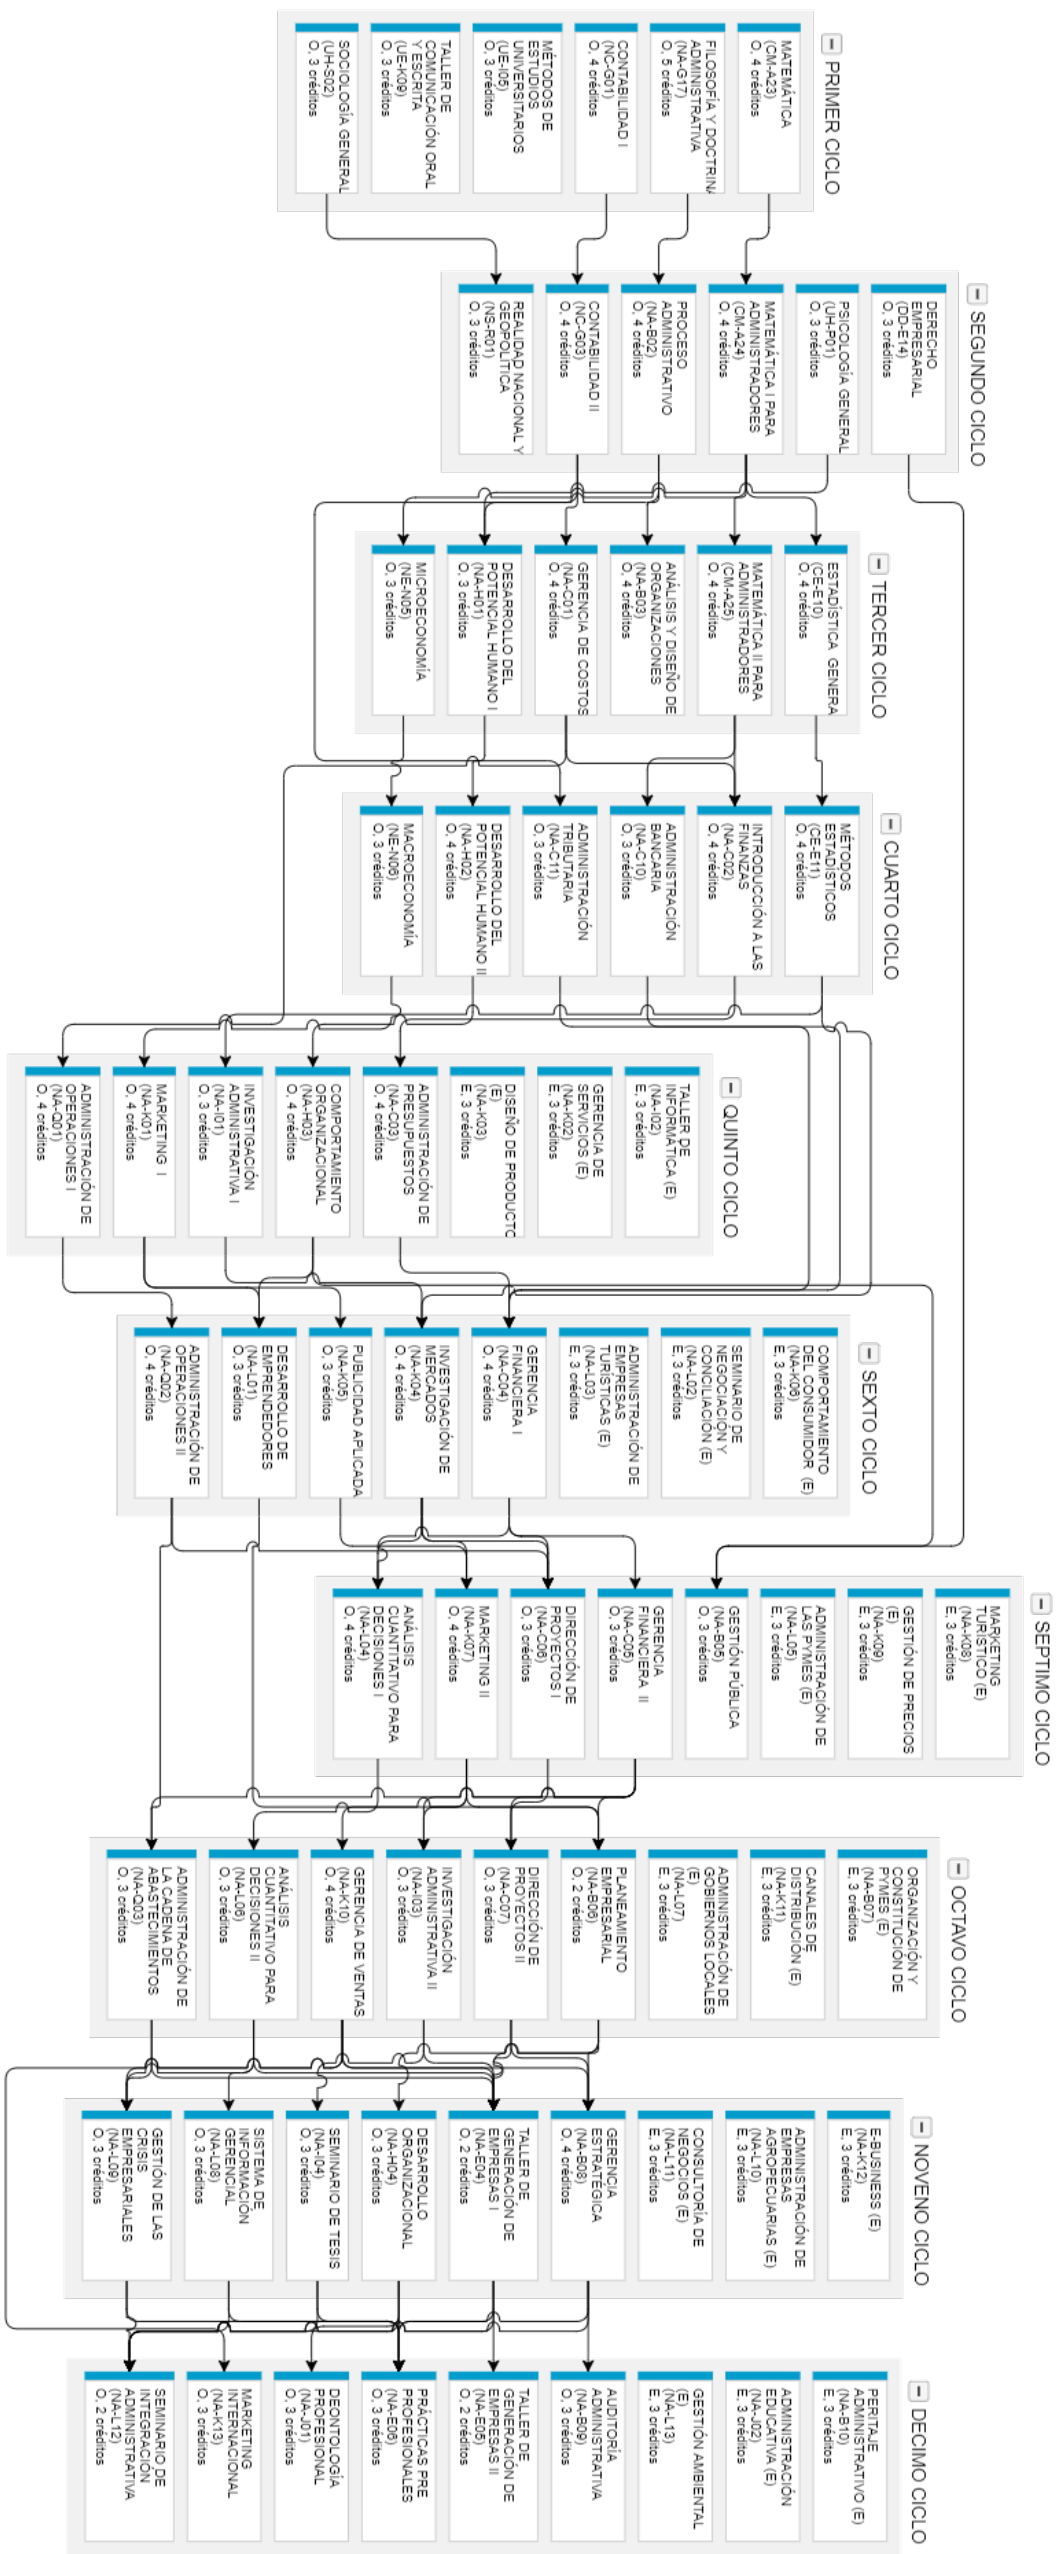 PRIMER CICLO
MATEMÁTICA
(CM-A23)
O, 4 créditos
FILOSOFÍA Y DOCTRINA
ADMINISTRATIVA
(NA-G17)
O, 5 créditos
CONTABILIDAD I
(NC-G01)
O, 4 créditos
MÉTODOS DE
ESTUDIOS
UNIVERSITARIOS
(UE-I05)
O, 3 créditos
TALLER DE
COMUNICACIÓN ORAL
Y ESCRITA
(UE-K09)
O, 3 créditos
SOCIOLOGÍA GENERAL
(UH-S02)
O, 3 créditos
SEGUNDO CICLO
DERECHO
EMPRESARIAL
(DD-E14)
O, 3 créditos
PSICOLOGÍA GENERAL
(UH-P01)
O, 3 créditos
MATEMÁTICA I PARA
ADMINISTRADORES
(CM-A24)
O, 4 créditos
PROCESO
ADMINISTRATIVO
(NA-B02)
O, 4 créditos
CONTABILIDAD II
(NC-G03)
O, 4 créditos
REALIDAD NACIONAL Y
GEOPOLÍTICA
(NS-R01)
O, 3 créditos
TERCER CICLO
ESTADÍSTICA GENERA
(CE-E10)
O, 4 créditos
MATEMÁTICA II PARA
ADMINISTRADORES
(CM-A25)
O, 4 créditos
ANÁLISIS Y DISEÑO DE
ORGANIZACIONES
(NA-B03)
O, 4 créditos
GERENCIA DE COSTOS
(NA-C01)
O, 4 créditos
DESARROLLO DEL
POTENCIAL HUMANO I
(NA-H01)
O, 3 créditos
MICROECONOMÍA
(NE-N05)
O, 3 créditos
CUARTO CICLO
MÉTODOS
ESTADÍSTICOS
(CE-E11)
O, 4 créditos
INTRODUCCIÓN A LAS
FINANZAS
(NA-C02)
O, 4 créditos
ADMINISTRACIÓN
BANCARIA
(NA-C10)
O, 3 créditos
ADMINISTRACIÓN
TRIBUTARIA
(NA-C11)
O, 3 créditos
DESARROLLO DEL
POTENCIAL HUMANO II
(NA-H02)
O, 4 créditos
MACROECONOMÍA
(NE-N06)
O, 3 créditos
QUINTO CICLO
TALLER DE
INFORMÁTICA (E)
(NA-I02)
E, 3 créditos
GERENCIA DE
SERVICIOS (E)
(NA-K02)
E, 3 créditos
DISEÑO DE PRODUCTO
(E)
(NA-K03)
E, 3 créditos
ADMINISTRACIÓN DE
PRESUPUESTOS
(NA-C03)
O, 4 créditos
COMPORTAMIENTO
ORGANIZACIONAL
(NA-H03)
O, 4 créditos
INVESTIGACIÓN
ADMINISTRATIVA I
(NA-I01)
O, 3 créditos
MARKETING I
(NA-K01)
O, 4 créditos
ADMINISTRACIÓN DE
OPERACIONES I
(NA-Q01)
O, 4 créditos
SEXTO CICLO
COMPORTAMIENTO
DEL CONSUMIDOR (E)
(NA-K06)
E, 3 créditos
SEMINARIO DE
NEGOCIACIÓN Y
CONCILIACIÓN (E)
(NA-L02)
E, 3 créditos
ADMINISTRACIÓN DE
EMPRESAS
TURÍSTICAS (E)
(NA-L03)
E, 3 créditos
GERENCIA
FINANCIERA I
(NA-C04)
O, 4 créditos
INVESTIGACIÓN DE
MERCADOS
(NA-K04)
O, 4 créditos
PUBLICIDAD APLICADA
(NA-K05)
O, 3 créditos
DESARROLLO DE
EMPRENDEDORES
(NA-L01)
O, 3 créditos
ADMINISTRACIÓN DE
OPERACIONES II
(NA-Q02)
O, 4 créditos
SEPTIMO CICLO
MARKETING
TURÍSTICO (E)
(NA-K08)
E, 3 créditos
GESTIÓN DE PRECIOS
(E)
(NA-K09)
E, 3 créditos
ADMINISTRACIÓN DE
LAS PYMES (E)
(NA-L05)
E, 3 créditos
GESTIÓN PÚBLICA
(NA-B05)
O, 3 créditos
GERENCIA
FINANCIERA II
(NA-C05)
O, 3 créditos
DIRECCIÓN DE
PROYECTOS I
(NA-C06)
O, 3 créditos
MARKETING II
(NA-K07)
O, 4 créditos
ANÁLISIS
CUANTITATIVO PARA
DECISIONES I
(NA-L04)
O, 4 créditos
OCTAVO CICLO
ORGANIZACIÓN Y
CONSTITUCIÓN DE
PYMES (E)
(NA-B07)
E, 3 créditos
CANALES DE
DISTRIBUCIÓN (E)
(NA-K11)
E, 3 créditos
ADMINISTRACIÓN DE
GOBIERNOS LOCALES
(E)
(NA-L07)
E, 3 créditos
PLANEAMIENTO
EMPRESARIAL
(NA-B06)
O, 2 créditos
DIRECCIÓN DE
PROYECTOS II
(NA-C07)
O, 3 créditos
INVESTIGACIÓN
ADMINISTRATIVA II
(NA-I03)
O, 3 créditos
GERENCIA DE VENTAS
(NA-K10)
O, 4 créditos
ANÁLISIS
CUANTITATIVO PARA
DECISIONES II
(NA-L06)
O, 3 créditos
ADMINISTRACIÓN DE
LA CADENA DE
ABASTECIMIENTOS
(NA-Q03)
O, 3 créditos
NOVENO CICLO
E-BUSINESS (E)
(NA-K12)
E, 3 créditos
ADMINISTRACIÓN DE
EMPRESAS
AGROPECUARIAS (E)
(NA-L10)
E, 3 créditos
CONSULTORÍA DE
NEGOCIOS (E)
(NA-L11)
E, 3 créditos
GERENCIA
ESTRATÉGICA
(NA-B08)
O, 4 créditos
TALLER DE
GENERACIÓN DE
EMPRESAS I
(NA-E04)
O, 2 créditos
DESARROLLO
ORGANIZACIONAL
(NA-H04)
O, 3 créditos
SEMINARIO DE TESIS
(NA-I04)
O, 3 créditos
SISTEMA DE
INFORMACIÓN
GERENCIAL
(NA-L08)
O, 3 créditos
GESTIÓN DE LAS
CRISIS
EMPRESARIALES
(NA-L09)
O, 3 créditos
DECIMO CICLO
PERITAJE
ADMINISTRATIVO (E)
(NA-B10)
E, 3 créditos
ADMINISTRACIÓN
EDUCATIVA (E)
(NA-J02)
E, 3 créditos
GESTIÓN AMBIENTAL
(E)
(NA-L13)
E, 3 créditos
AUDITORÍA
ADMINISTRATIVA
(NA-B09)
O, 3 créditos
TALLER DE
GENERACIÓN DE
EMPRESAS II
(NA-E05)
O, 2 créditos
PRÁCTICAS PRE
PROFESIONALES
(NA-E06)
O, 3 créditos
DEONTOLOGÍA
PROFESIONAL
(NA-J01)
O, 3 créditos
MARKETING
INTERNACIONAL
(NA-K13)
O, 3 créditos
SEMINARIO DE
INTEGRACIÓN
ADMINISTRATIVA
(NA-L12)
O, 2 créditos